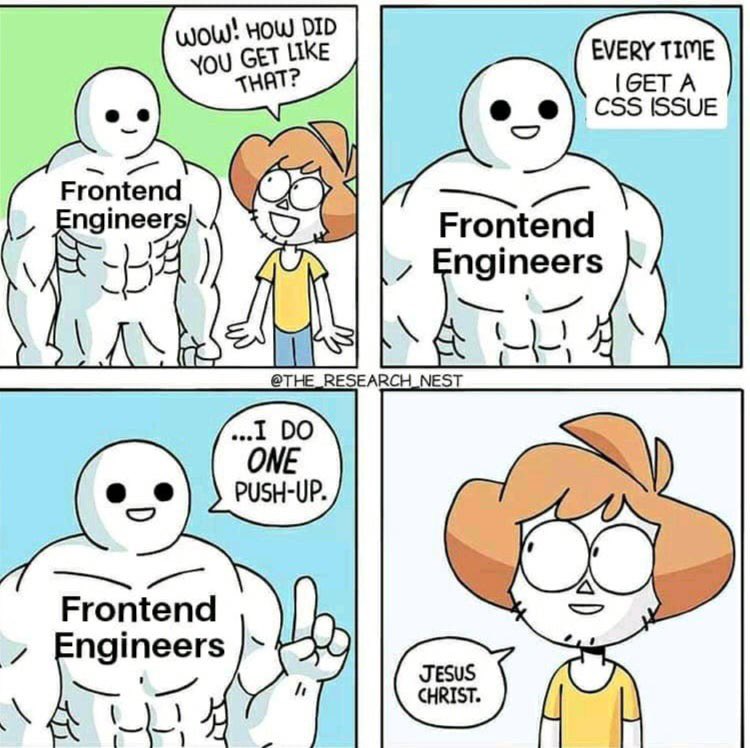 WOW! HOW DID
YOU GET LIKE
THAT?
Frontend
Engineers
EVERY TIME
I GET A
CSS ISSUE
Frontend
Engineers
@THE_RESEARCH_NEST
...I DO
ONE
PUSH-UP.
Frontend
Engineers
JESUS
CHRIST.